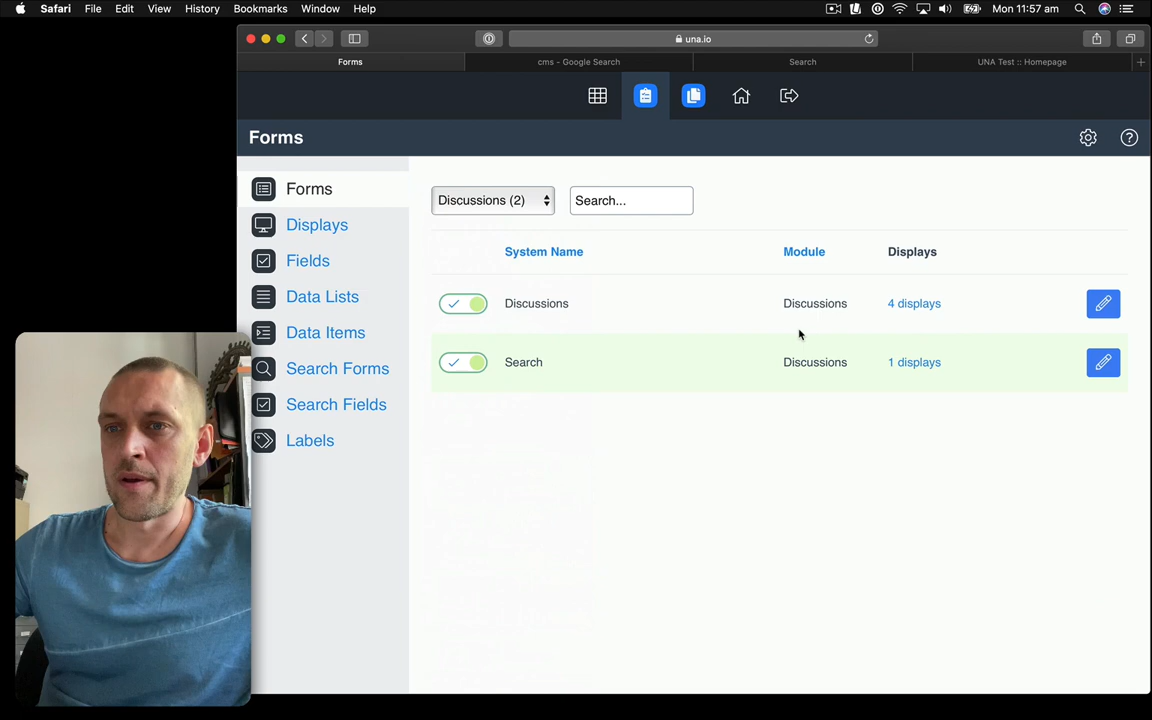 Safari File Edit View History Bookmarks Window Help Mon 11:57 am
una.io
Forms cms - Google Search Search UNA Test :: Homepage
Forms
Forms
Displays
Fields
Data Lists
Data Items
Search Forms
Search Fields
Labels
Discussions (2) Search...
System Name Module Displays
Discussions Discussions 4 displays
Search Discussions 1 displays